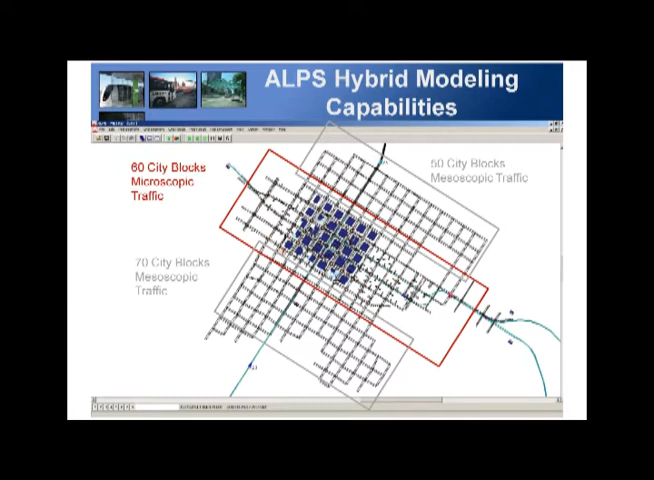 ALPS Hybrid Modeling
Capabilities
60 City Blocks
Microscopic
Traffic
50 City Blocks
Mesoscopic Traffic
70 City Blocks
Mesoscopic
Traffic